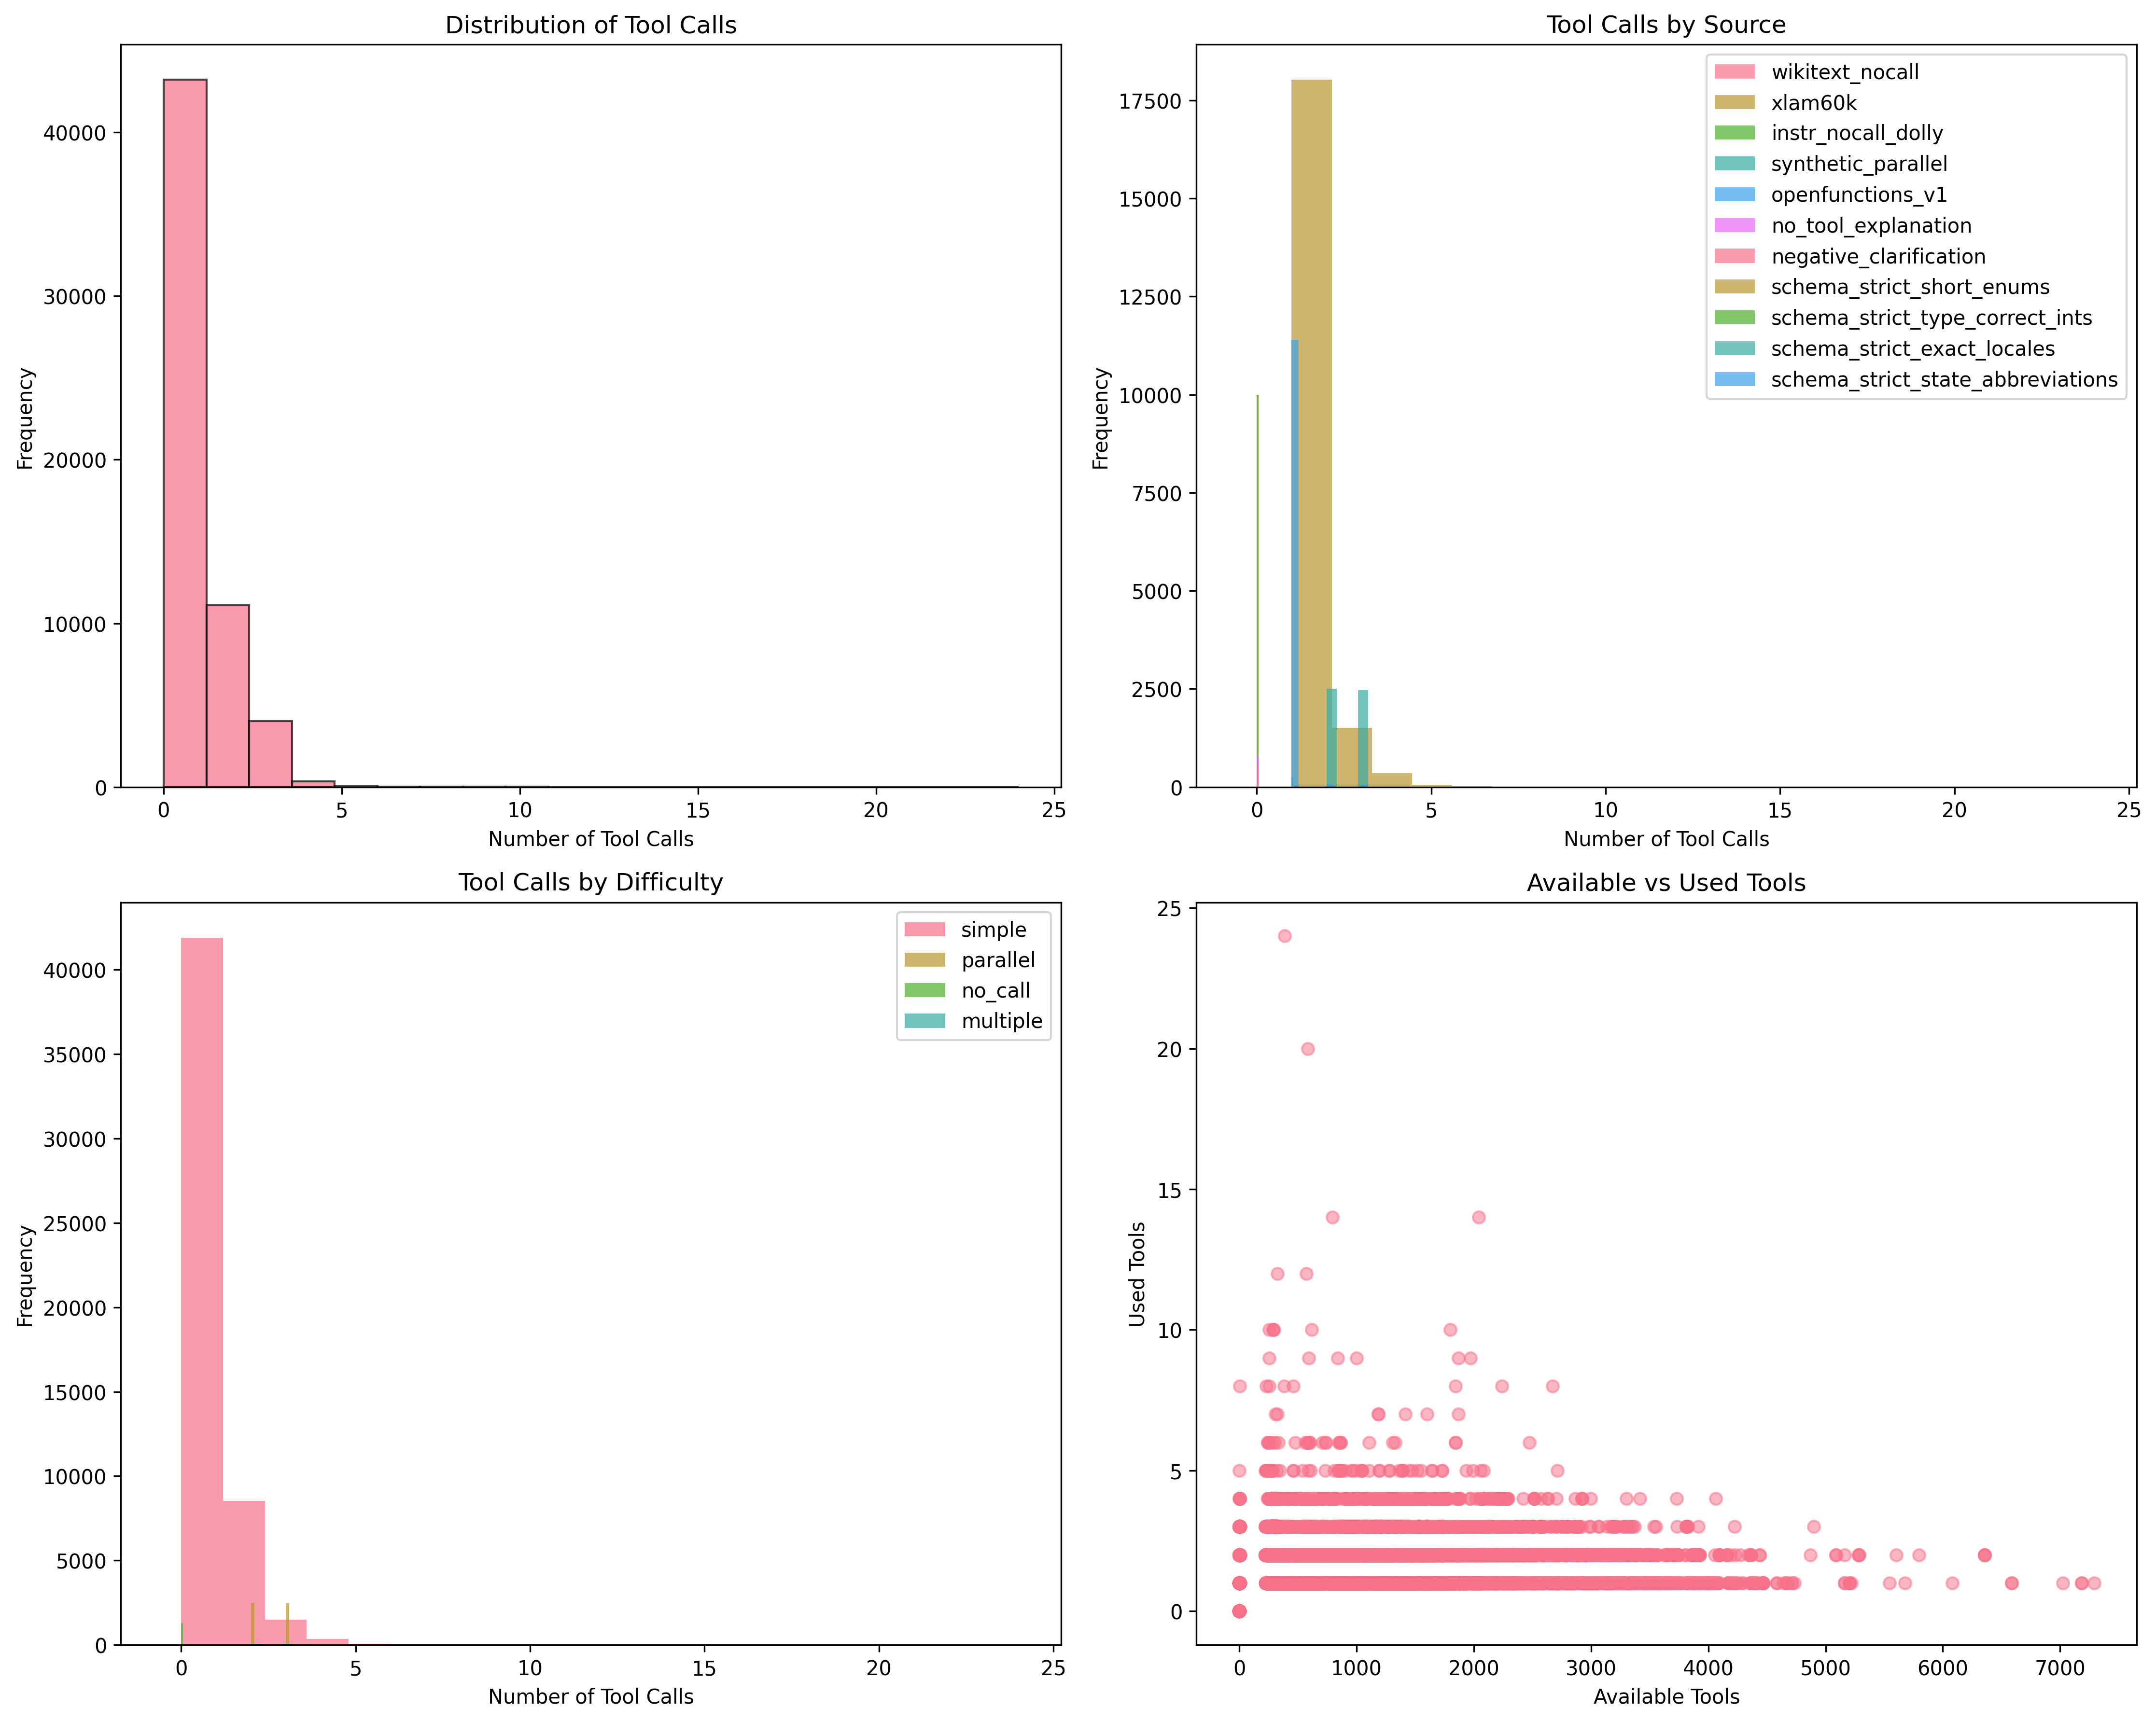 Distribution of Tool Calls
Frequency
40000
30000
20000
10000
0
0 5 10 15 20 25
Number of Tool Calls
Tool Calls by Source
Frequency
17500
15000
12500
10000
7500
5000
2500
0
wikitext_nocall
xlam60k
instr_nocall_dolly
synthetic_parallel
openfunctions_v1
no_tool_explanation
negative_clarification
schema_strict_short_enums
schema_strict_type_correct_ints
schema_strict_exact_locales
schema_strict_state_abbreviations
0 5 10 15 20 25
Number of Tool Calls
Tool Calls by Difficulty
Frequency
40000
35000
30000
25000
20000
15000
10000
5000
0
simple
parallel
no_call
multiple
0 5 10 15 20 25
Number of Tool Calls
Available vs Used Tools
Used Tools
25
20
15
10
5
0
0 1000 2000 3000 4000 5000 6000 7000
Available Tools